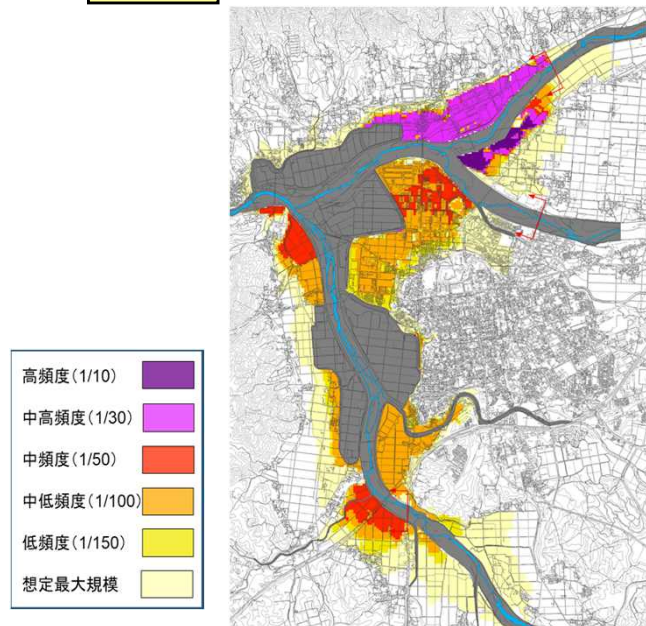 高頻度(1/10)
中高頻度(1/30)
中頻度(1/50)
中低頻度(1/100)
低頻度(1/150)
想定最大規模